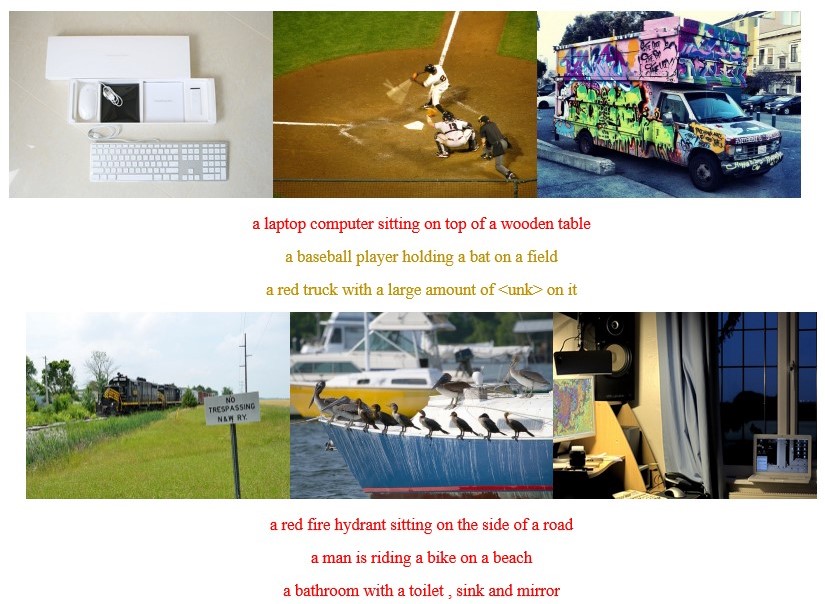 a laptop computer sitting on top of a wooden table
a baseball player holding a bat on a field
a red truck with a large amount of <unk> on it
NO
TRESPASSING
N&W RY.
a red fire hydrant sitting on the side of a road
a man is riding a bike on a beach
a bathroom with a toilet , sink and mirror